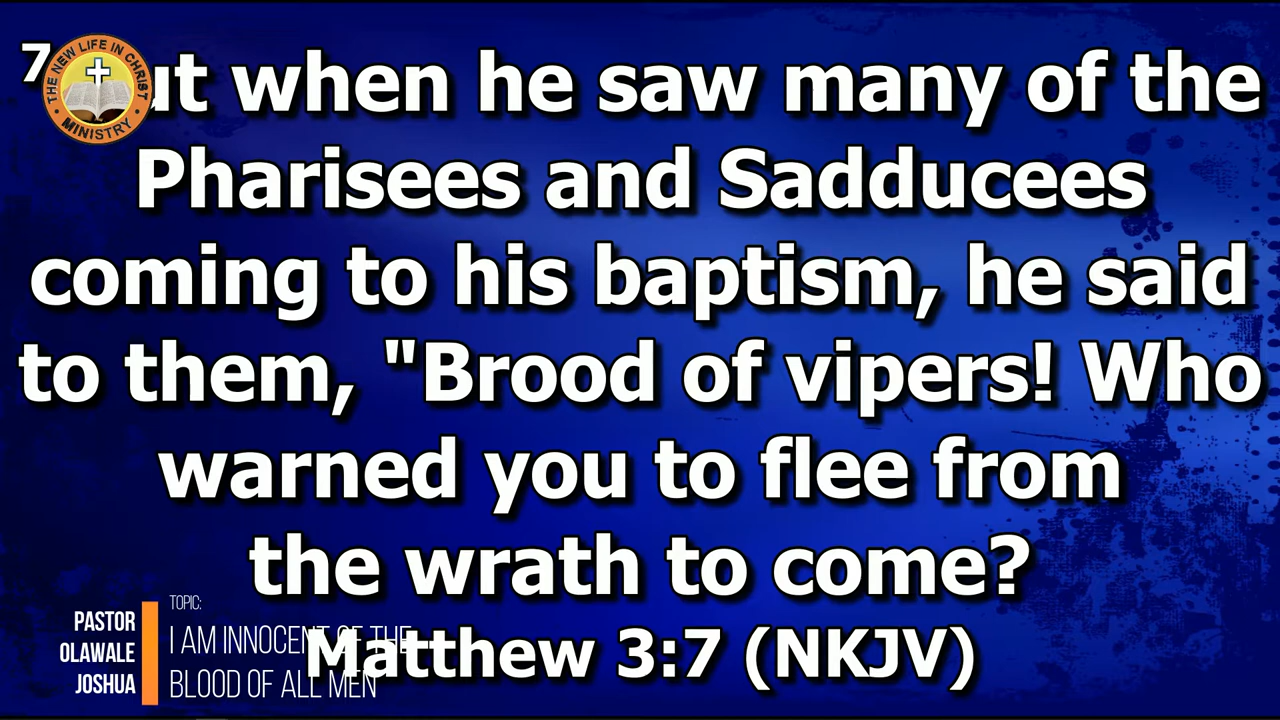 7 ut when he saw many of the
Pharisees and Sadducees
coming to his baptism, he said
to them, "Brood of vipers! Who
warned you to flee from
the wrath to come?
Matthew 3:7 (NKJV)
THE NEW LIFE IN CHRIST
MINISTRY
PASTOR
OLAWALE
JOSHUA
TOPIC:
I AM INNOCENT OF THE
BLOOD OF ALL MEN